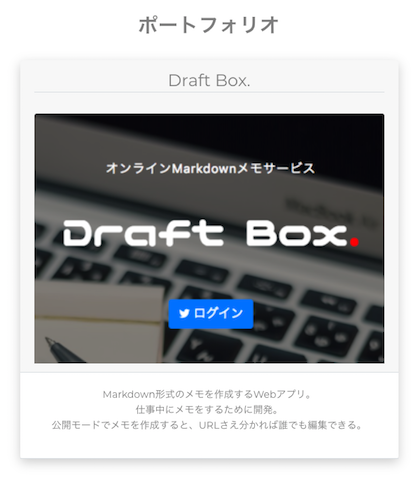 ポートフォリオ
Draft Box.
オンラインMarkdownメモサービス
Draft Box.
ログイン
Markdown形式のメモを作成するWebアプリ。
仕事中にメモをするために開発。
公開モードでメモを作成すると、URLさえ分かれば誰でも編集できる。